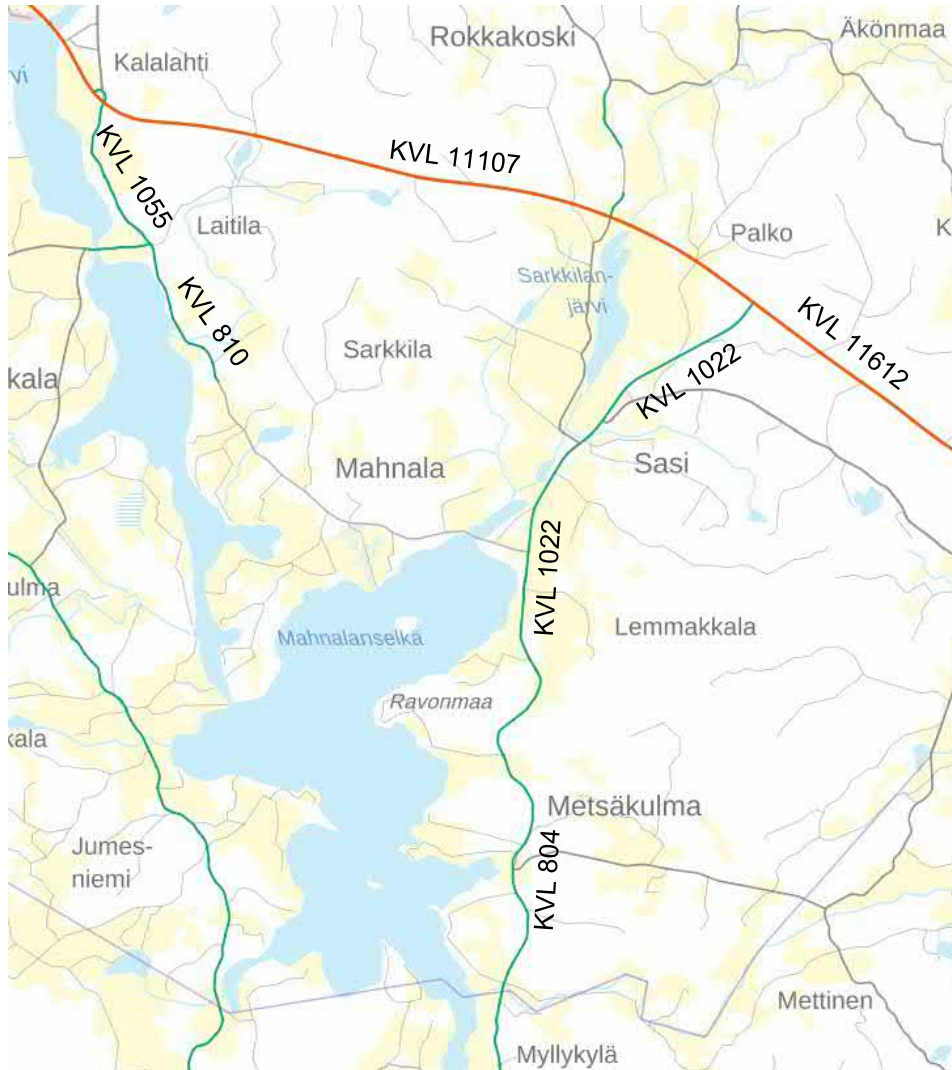 Rokkakoski
Äkönmaa
Kalalahti
rvi
KVL 1055
KVL 11107
Laitila
Palko
K
Sarkkilan-
järvi
KVL 810
KVL 11612
Sarkkila
KVL 1022
kala
Mahnala
Sasi
KVL 1022
ulma
Mahnalanselkä
Lemmakkala
Ravonmaa
kala
Metsäkulma
Jumes-
niemi
KVL 804
Mettinen
Myllykylä